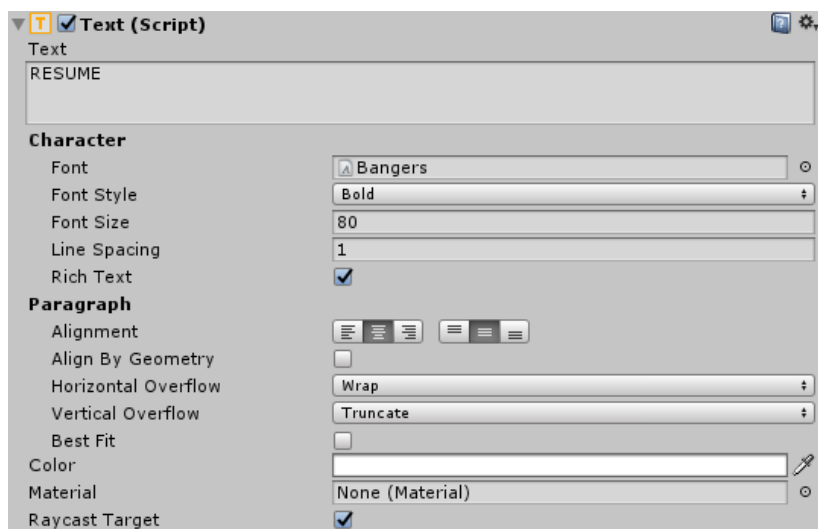 Text (Script)
Text
RESUME
Character
Font Bangers
Font Style Bold
Font Size 80
Line Spacing 1
Rich Text
Paragraph
Alignment
Align By Geometry
Horizontal Overflow Wrap
Vertical Overflow Truncate
Best Fit
Color
Material None (Material)
Raycast Target